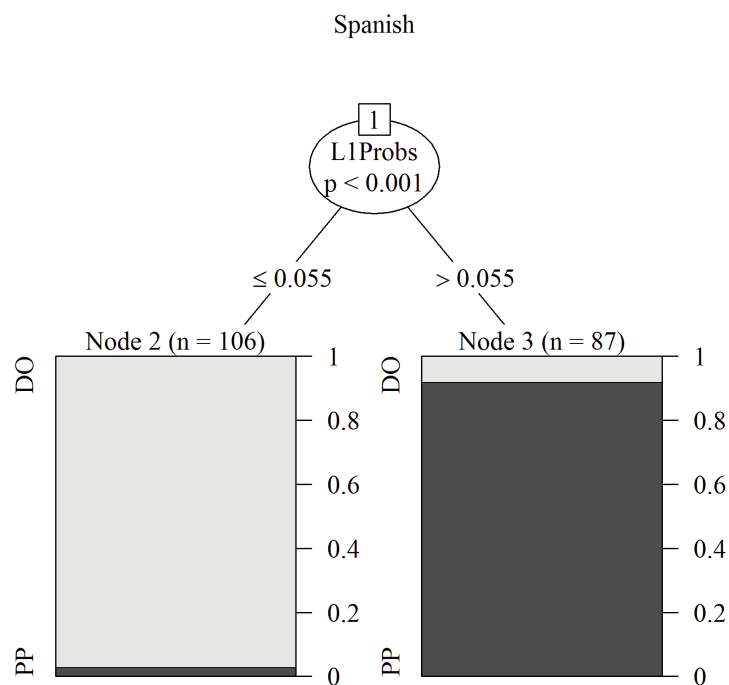 Spanish
1
L1Probs
p < 0.001
≤ 0.055
> 0.055
Node 2 (n = 106)
DO
PP
1
0.8
0.6
0.4
0.2
0
Node 3 (n = 87)
DO
PP
1
0.8
0.6
0.4
0.2
0